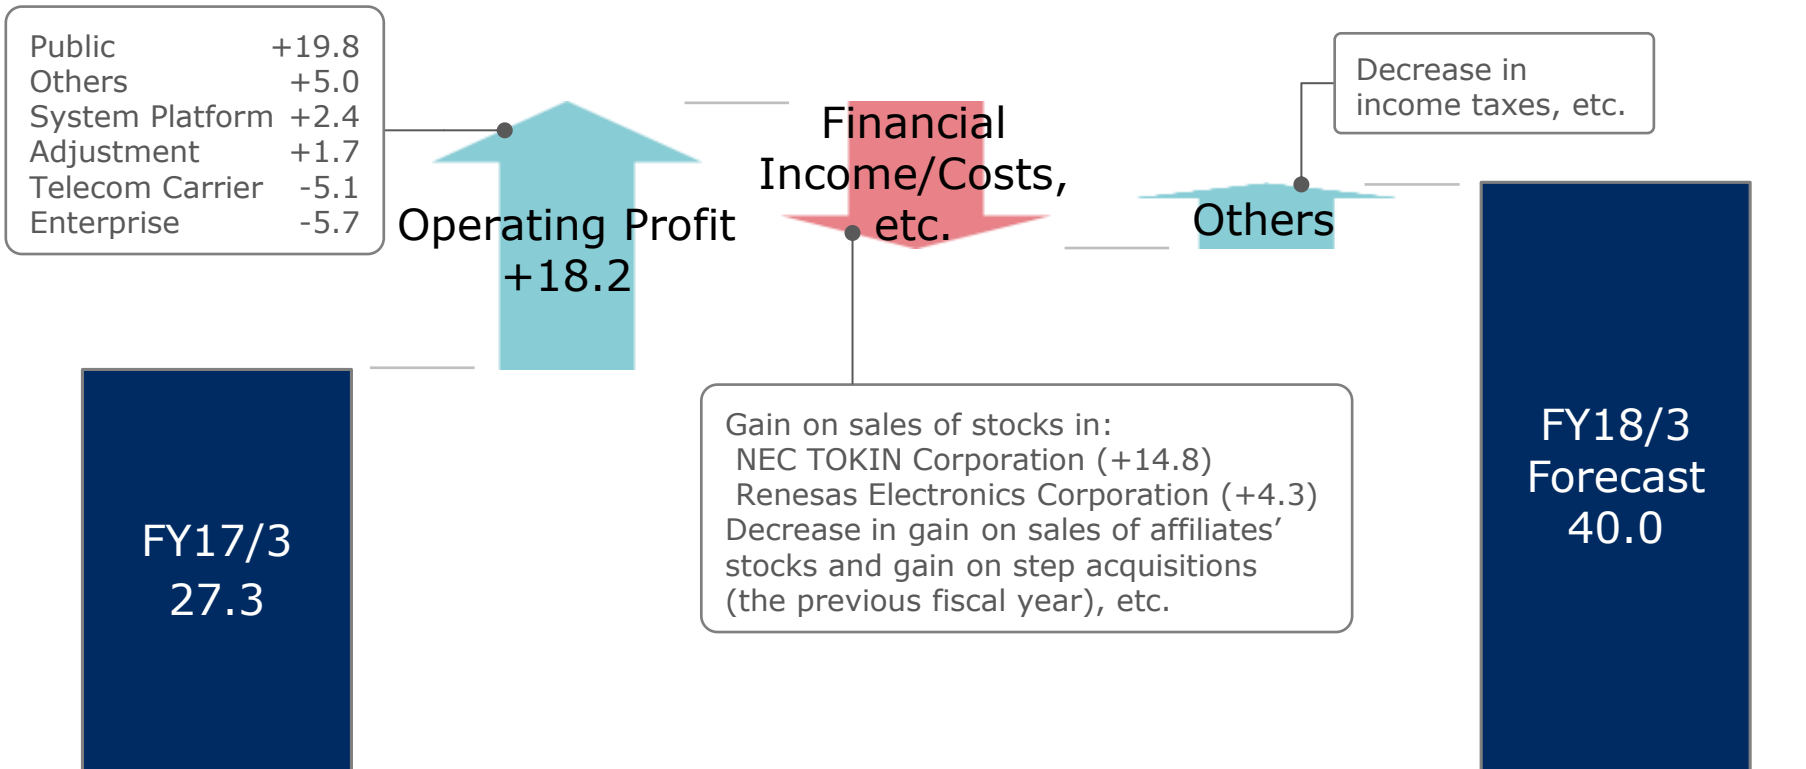 Public +19.8
Others +5.0
System Platform +2.4
Adjustment +1.7
Telecom Carrier -5.1
Enterprise -5.7
Operating Profit
+18.2
Financial
Income/Costs,
etc.
Decrease in
income taxes, etc.
Others
Gain on sales of stocks in:
NEC TOKIN Corporation (+14.8)
Renesas Electronics Corporation (+4.3)
Decrease in gain on sales of affiliates’
stocks and gain on step acquisitions
(the previous fiscal year), etc.
FY17/3
27.3
FY18/3
Forecast
40.0